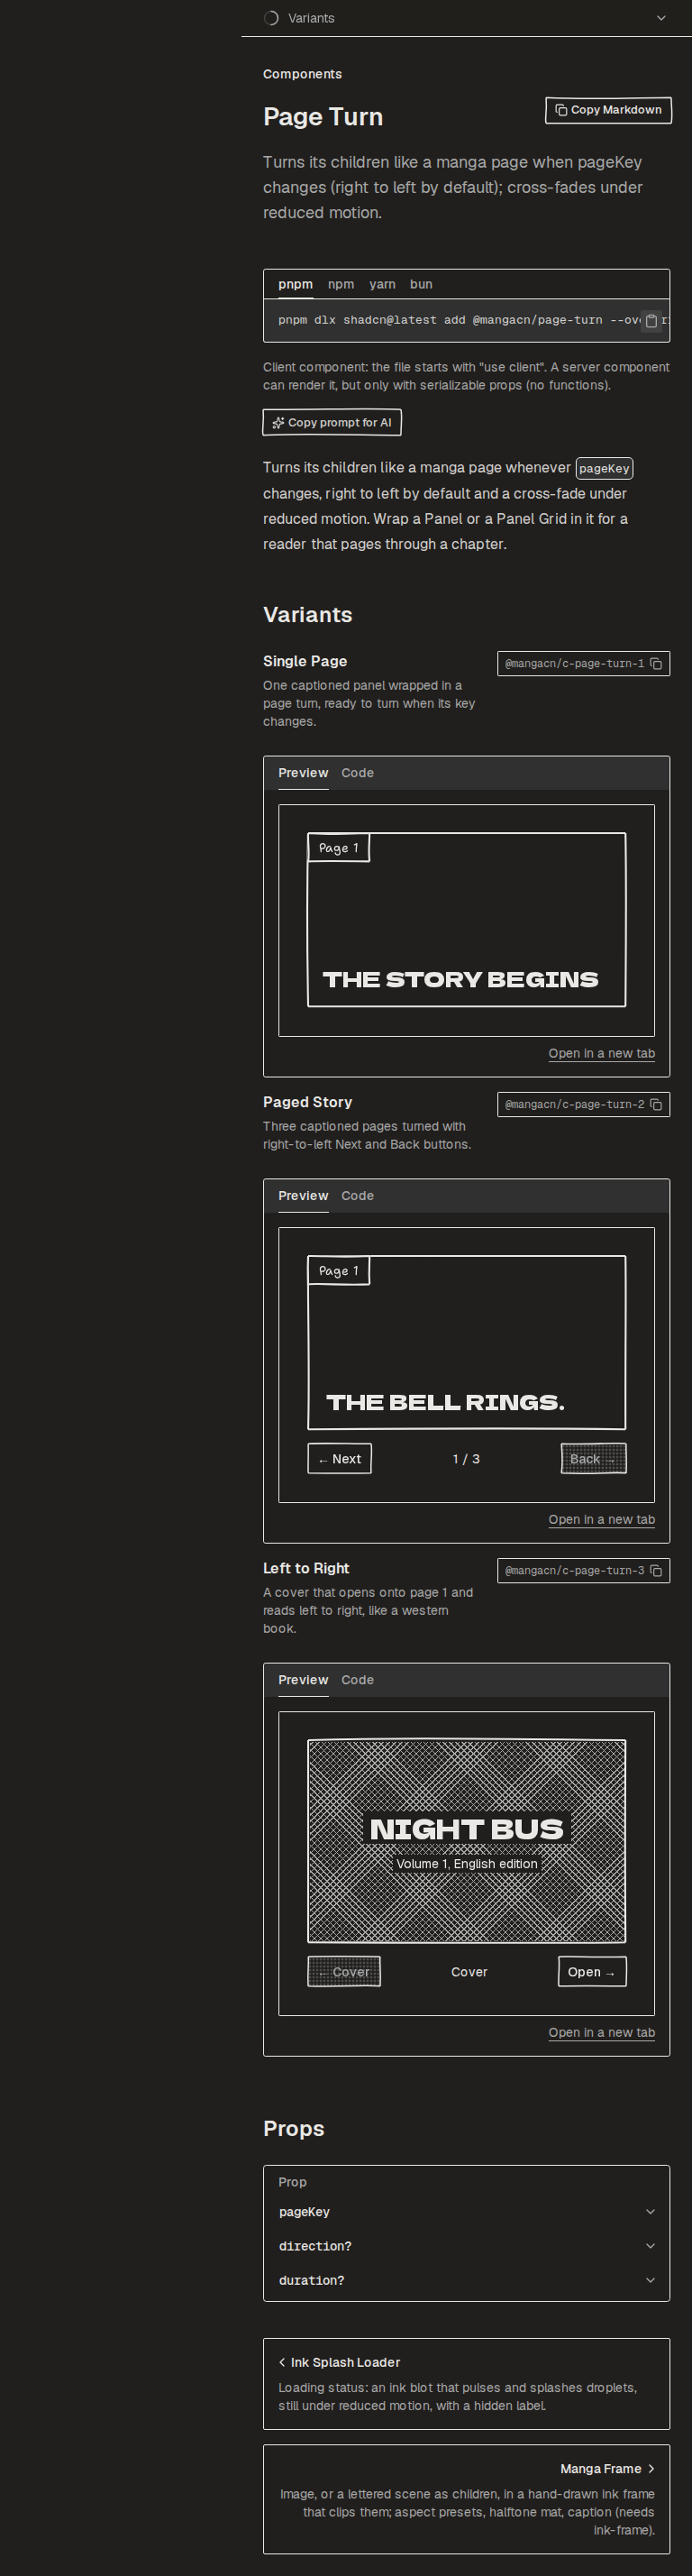 Variants
Components
Page Turn
Copy Markdown
Turns its children like a manga page when pageKey
changes (right to left by default); cross-fades under
reduced motion.
pnpm npm yarn bun
pnpm dlx shadcn@latest add @mangacn/page-turn
Client component: the file starts with "use client". A server component
can render it, but only with serializable props (no functions).
Copy prompt for AI
Turns its children like a manga page whenever pageKey
changes, right to left by default and a cross-fade under
reduced motion. Wrap a Panel or a Panel Grid in it for a
reader that pages through a chapter.
Variants
Single Page
@mangacn/c-page-turn-1
One captioned panel wrapped in a
page turn, ready to turn when its key
changes.
Preview Code
Page 1
THE STORY BEGINS
Open in a new tab
Paged Story
@mangacn/c-page-turn-2
Three captioned pages turned with
right-to-left Next and Back buttons.
Preview Code
Page 1
THE BELL RINGS.
← Next 1 / 3 Back →
Open in a new tab
Left to Right
@mangacn/c-page-turn-3
A cover that opens onto page 1 and
reads left to right, like a western
book.
Preview Code
NIGHT BUS
Volume 1, English edition
← Cover Cover Open →
Open in a new tab
Props
Prop
pageKey
direction?
duration?
Ink Splash Loader
Loading status: an ink blot that pulses and splashes droplets,
still under reduced motion, with a hidden label.
Manga Frame
Image, or a lettered scene as children, in a hand-drawn ink frame
that clips them; aspect presets, halftone mat, caption (needs
ink-frame).